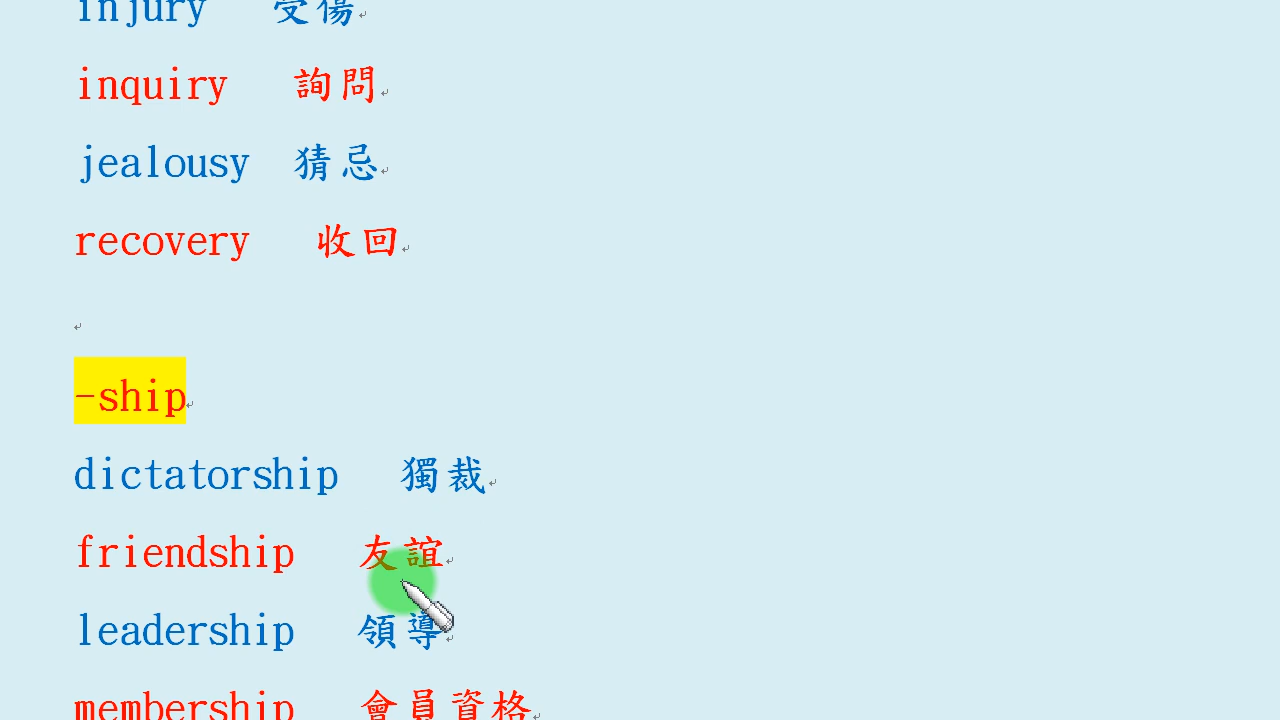 injury 受傷
inquiry 詢問
jealousy 猜忌
recovery 收回
-ship
dictatorship 獨裁
friendship 友誼
leadership 領導
membership 會員資格